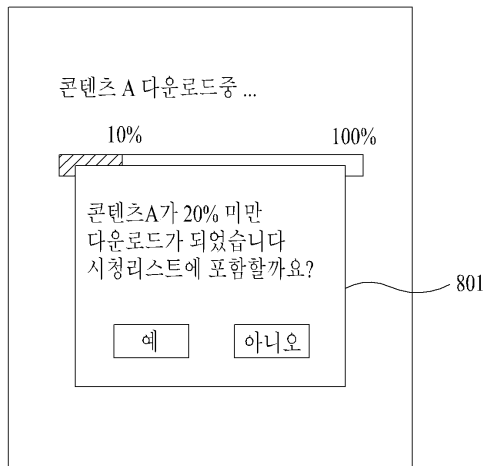 콘텐츠 A 다운로드중 ...
10% 100%
콘텐츠A가 20% 미만
다운로드가 되었습니다
시청리스트에 포함할까요?
801
예 아니오